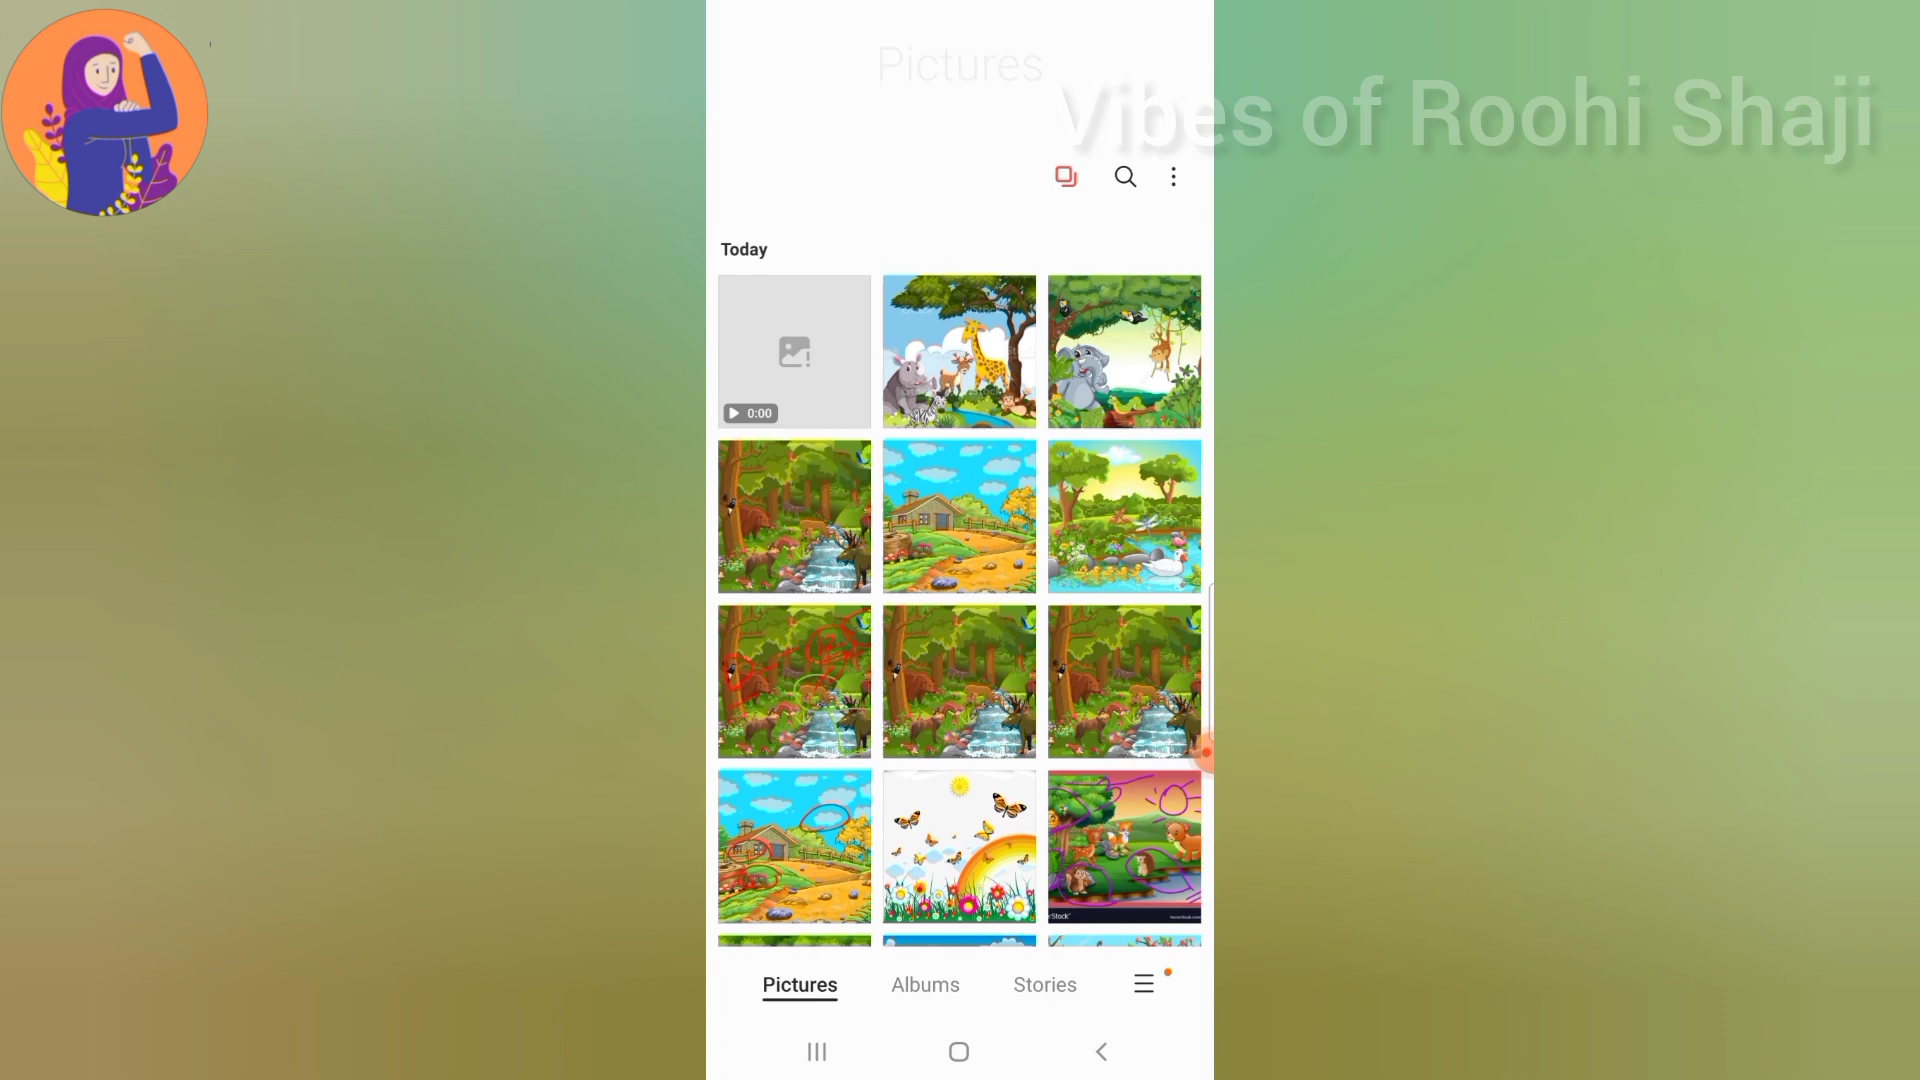 Pictures
Vibes of Roohi Shaji
Today
0:00
Pictures
Albums
Stories